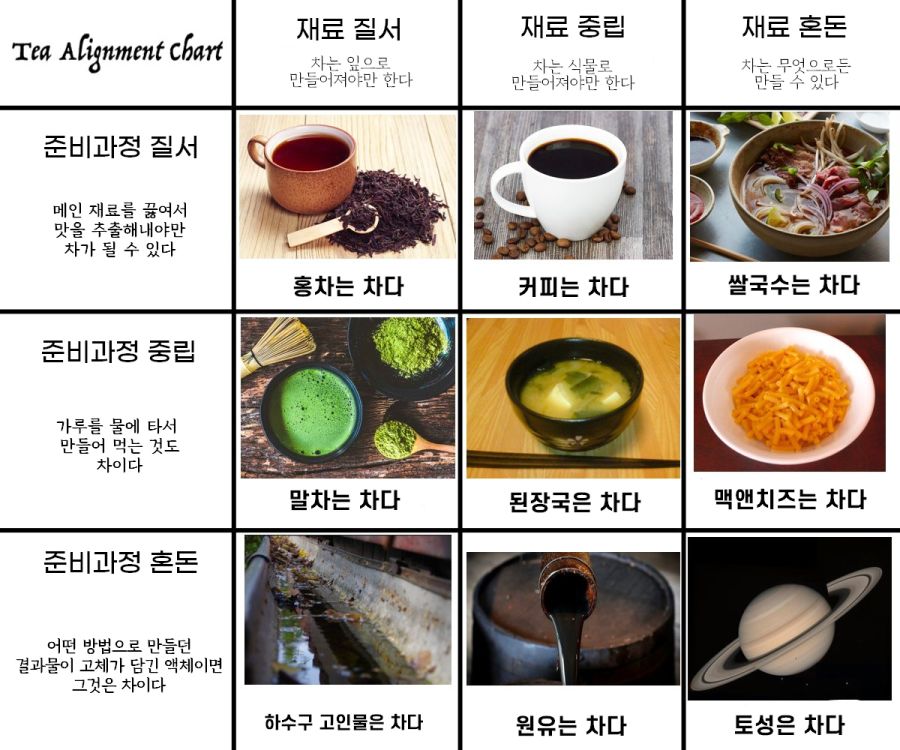 Tea Alignment Chart
재료 질서
차는 잎으로
만들어져야만 한다
재료 중립
차는 식물로
만들어져야만 한다
재료 혼돈
차는 무엇으로든
만들 수 있다
준비과정 질서
메인 재료를 끓여서
맛을 추출해내야만
차가 될 수 있다
홍차는 차다
커피는 차다
쌀국수는 차다
준비과정 중립
가루를 물에 타서
만들어 먹는 것도
차이다
말차는 차다
된장국은 차다
맥앤치즈는 차다
준비과정 혼돈
어떤 방법으로 만들던
결과물이 고체가 담긴 액체이면
그것은 차이다
하수구 고인물은 차다
원유는 차다
토성은 차다